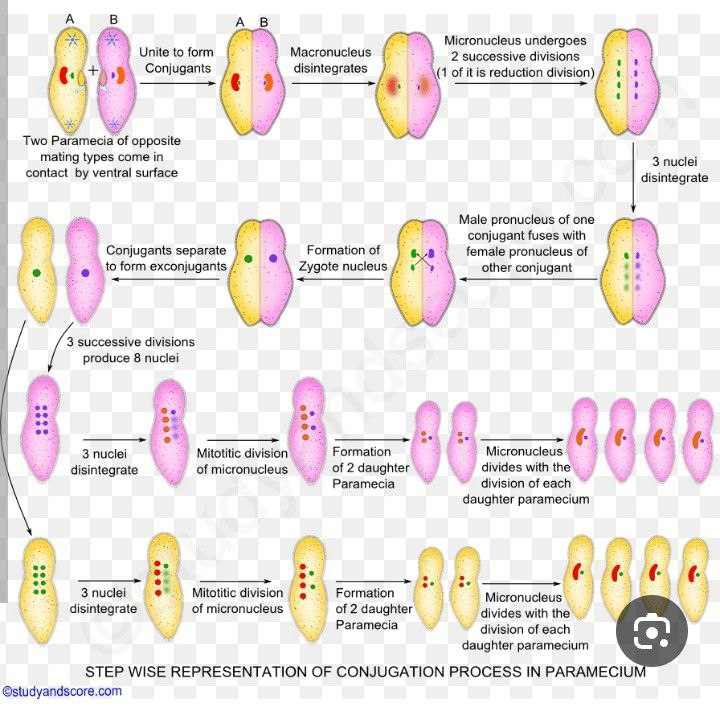 A B
A B
Unite to form
Conjugants
Macronucleus
disintegrates
Micronucleus undergoes
2 successive divisions
(1 of it is reduction division)
+
Two Paramecia of opposite
mating types come in
contact by ventral surface
3 nuclei
disintegrate
Male pronucleus of one
conjugant fuses with
female pronucleus of
other conjugant
Formation of
Zygote nucleus
Conjugants separate
to form exconjugants
3 successive divisions
produce 8 nuclei
3 nuclei
disintegrate
Mitotitic division
of micronucleus
Formation
of 2 daughter
Paramecia
Micronucleus
divides with the
division of each
daughter paramecium
3 nuclei
disintegrate
Mitotitic division
of micronucleus
Formation
of 2 daughter
Paramecia
Micronucleus
divides with the
division of each
daughter paramecium
STEP WISE REPRESENTATION OF CONJUGATION PROCESS IN PARAMECIUM
©studyandscore.com
©studyandscore.com